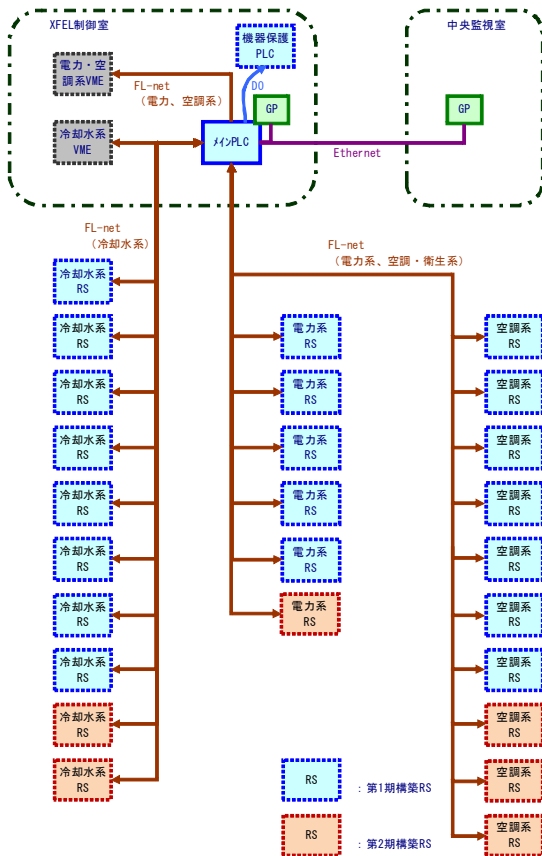 XFEL制御室
中央監視室
機器保護
PLC
電力・空
調系VME
FL-net
（電力、空調系）
DO
GP
GP
冷却水系
VME
ﾒｲﾝPLC
Ethernet
FL-net
（冷却水系）
FL-net
（電力系、空調・衛生系）
冷却水系
RS
冷却水系
RS
冷却水系
RS
冷却水系
RS
冷却水系
RS
冷却水系
RS
冷却水系
RS
冷却水系
RS
冷却水系
RS
冷却水系
RS
電力系
RS
電力系
RS
電力系
RS
電力系
RS
電力系
RS
電力系
RS
空調系
RS
空調系
RS
空調系
RS
空調系
RS
空調系
RS
空調系
RS
空調系
RS
空調系
RS
空調系
RS
空調系
RS
RS
：第1期構築RS
RS
：第2期構築RS